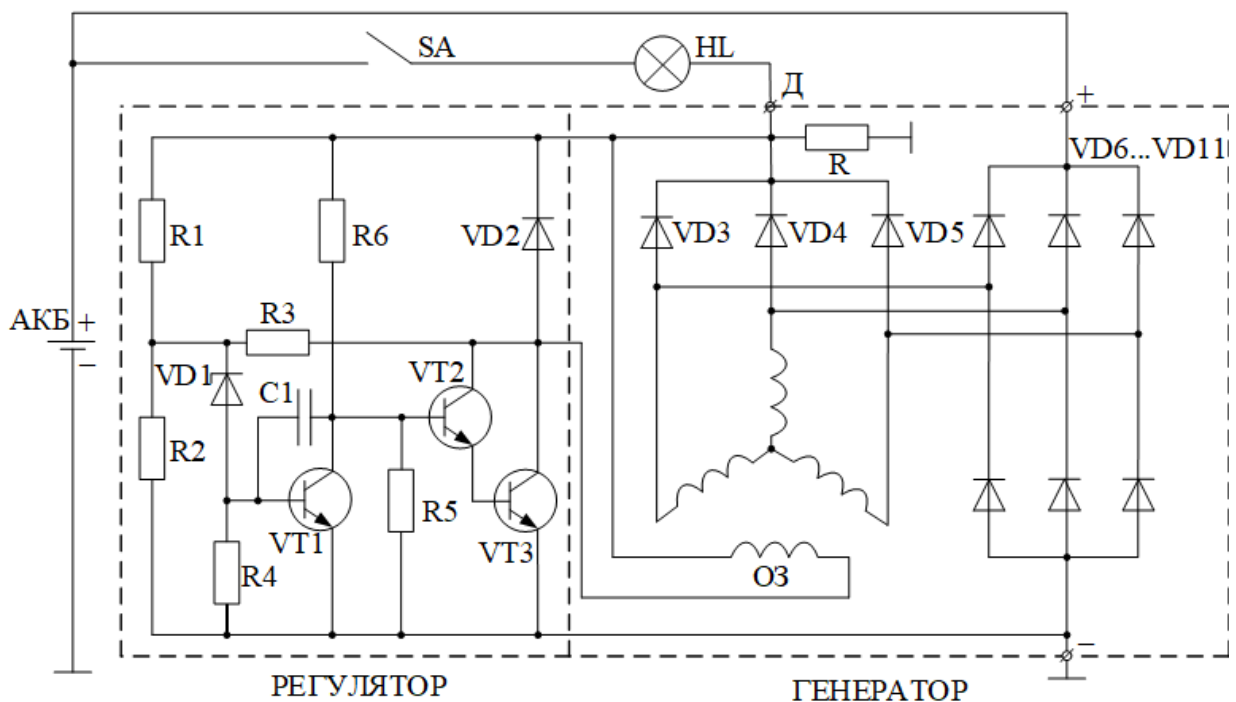 SA
HL
Д
+
R
VD6...VD11
R1
R6
VD2
VD3
VD4
VD5
АКБ
+
−
R3
VD1
C1
VT2
R2
R5
VT1
VT3
R4
ОЗ
−
РЕГУЛЯТОР
ГЕНЕРАТОР